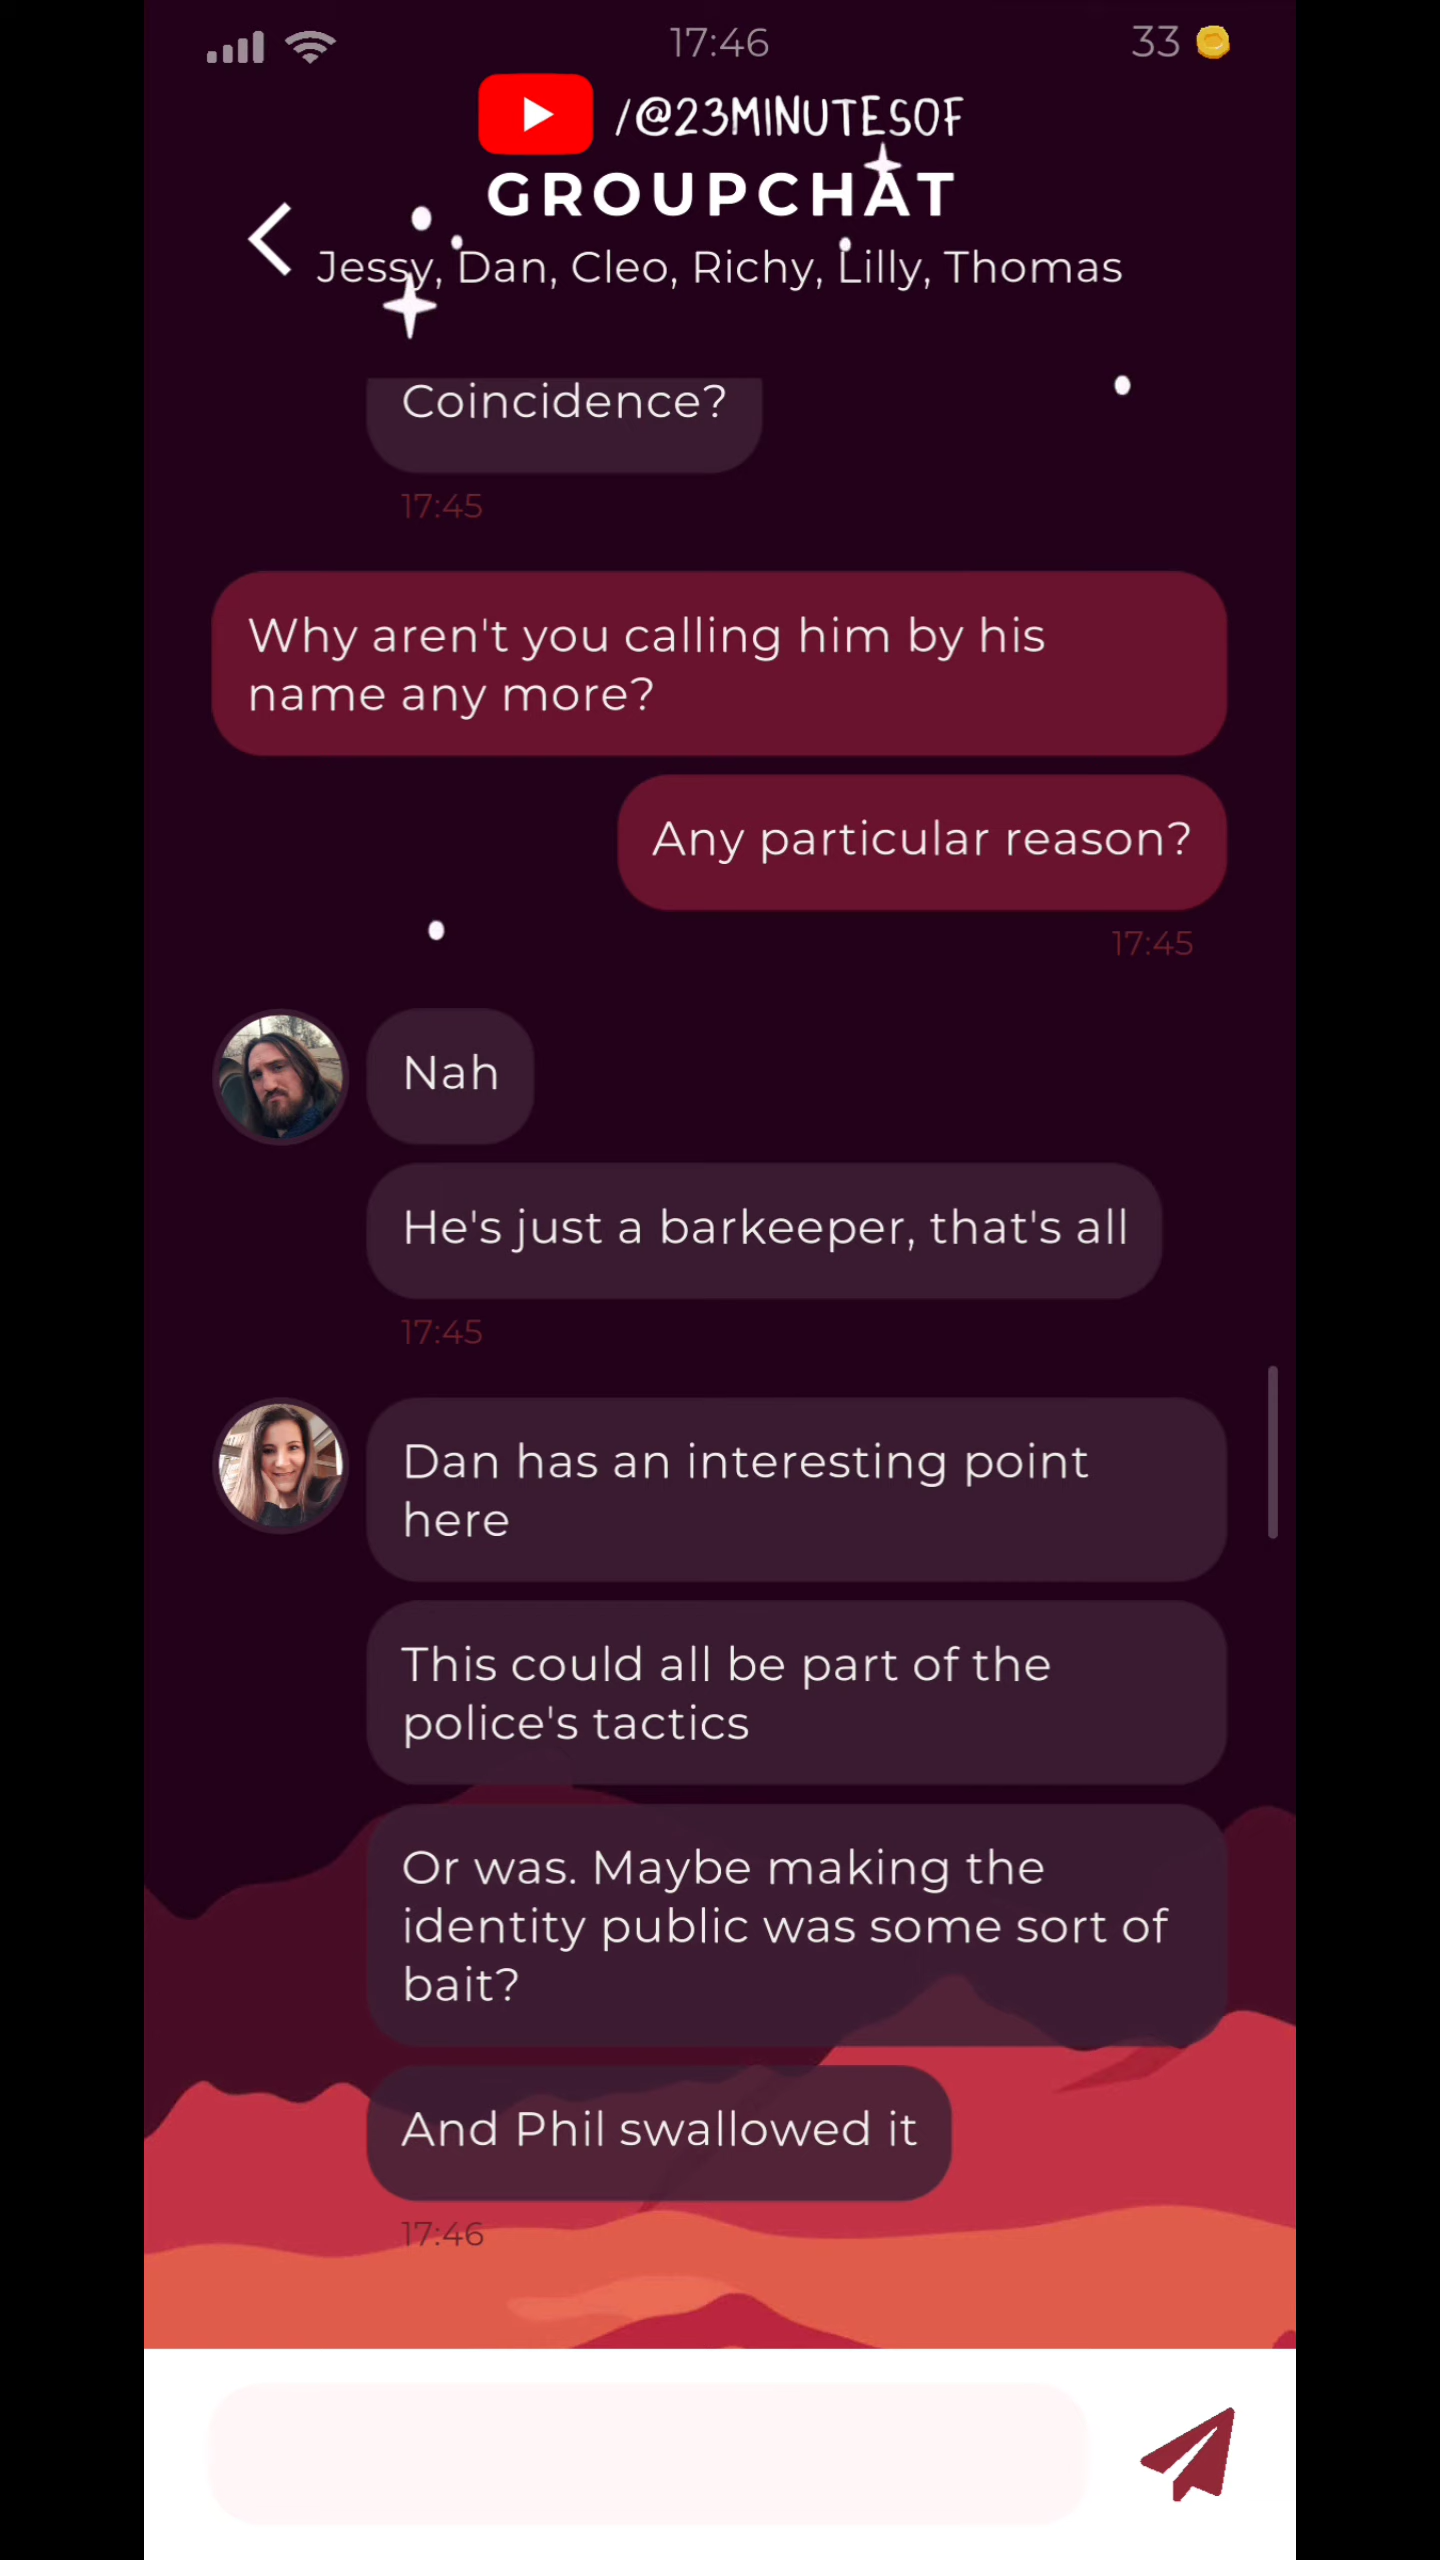 17:46
33
/@23MINUTESOF
GROUPCHAT
Jessy, Dan, Cleo, Richy, Lilly, Thomas
Coincidence?
17:45
Why aren't you calling him by his
name any more?
Any particular reason?
17:45
Nah
He's just a barkeeper, that's all
17:45
Dan has an interesting point
here
This could all be part of the
police's tactics
Or was. Maybe making the
identity public was some sort of
bait?
And Phil swallowed it
17:46